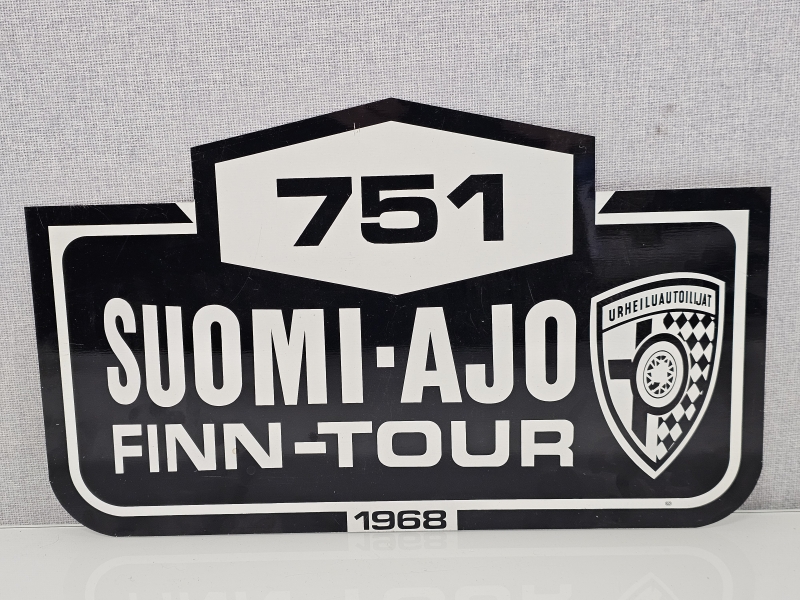 751
SUOMI-AJO
URHEILUAUTOILIJAT
FINN-TOUR
1968